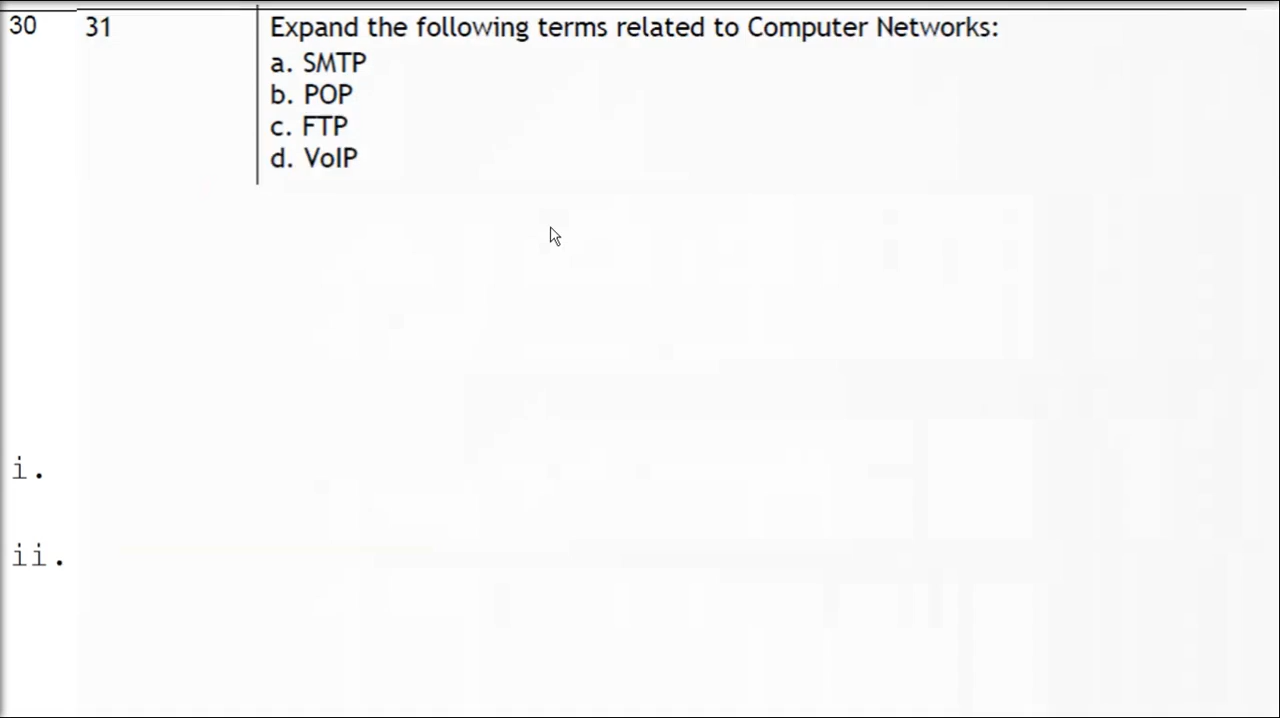 30 31 Expand the following terms related to Computer Networks:
a. SMTP
b. POP
c. FTP
d. VoIP
i.
ii.